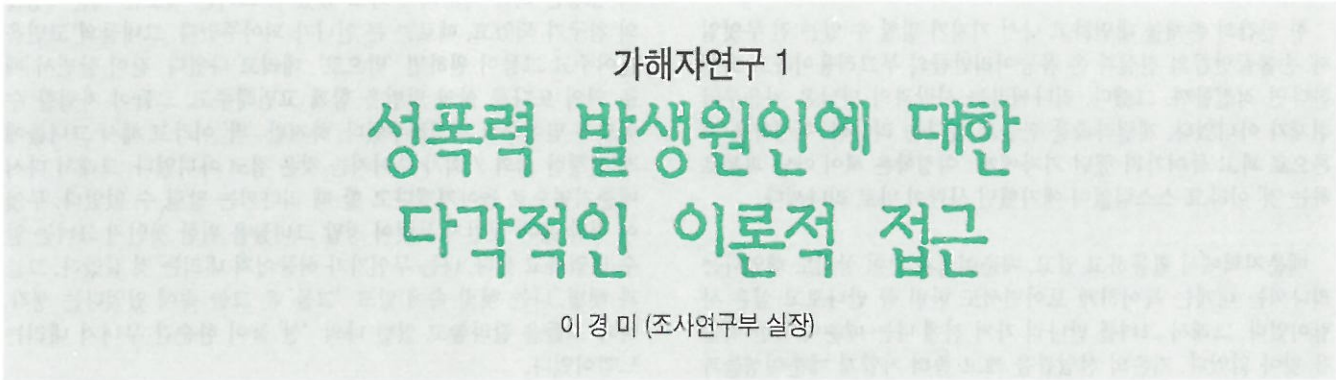 가해자연구 1
성폭력 발생원인에 대한
다각적인 이론적 접근
이 경 미 (조사연구부 실장)